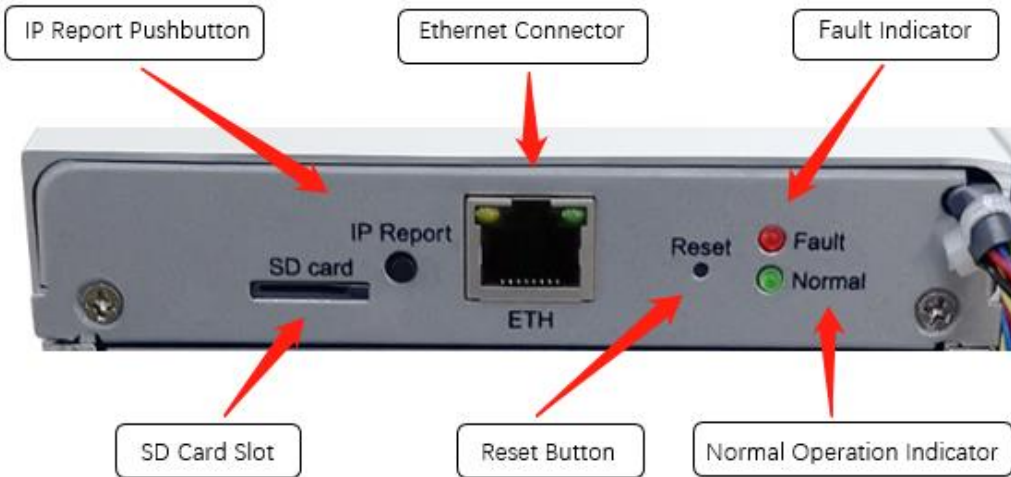 IP Report Pushbutton
Ethernet Connector
Fault Indicator
IP Report
SD card
ETH
Reset
Fault
Normal
SD Card Slot
Reset Button
Normal Operation Indicator